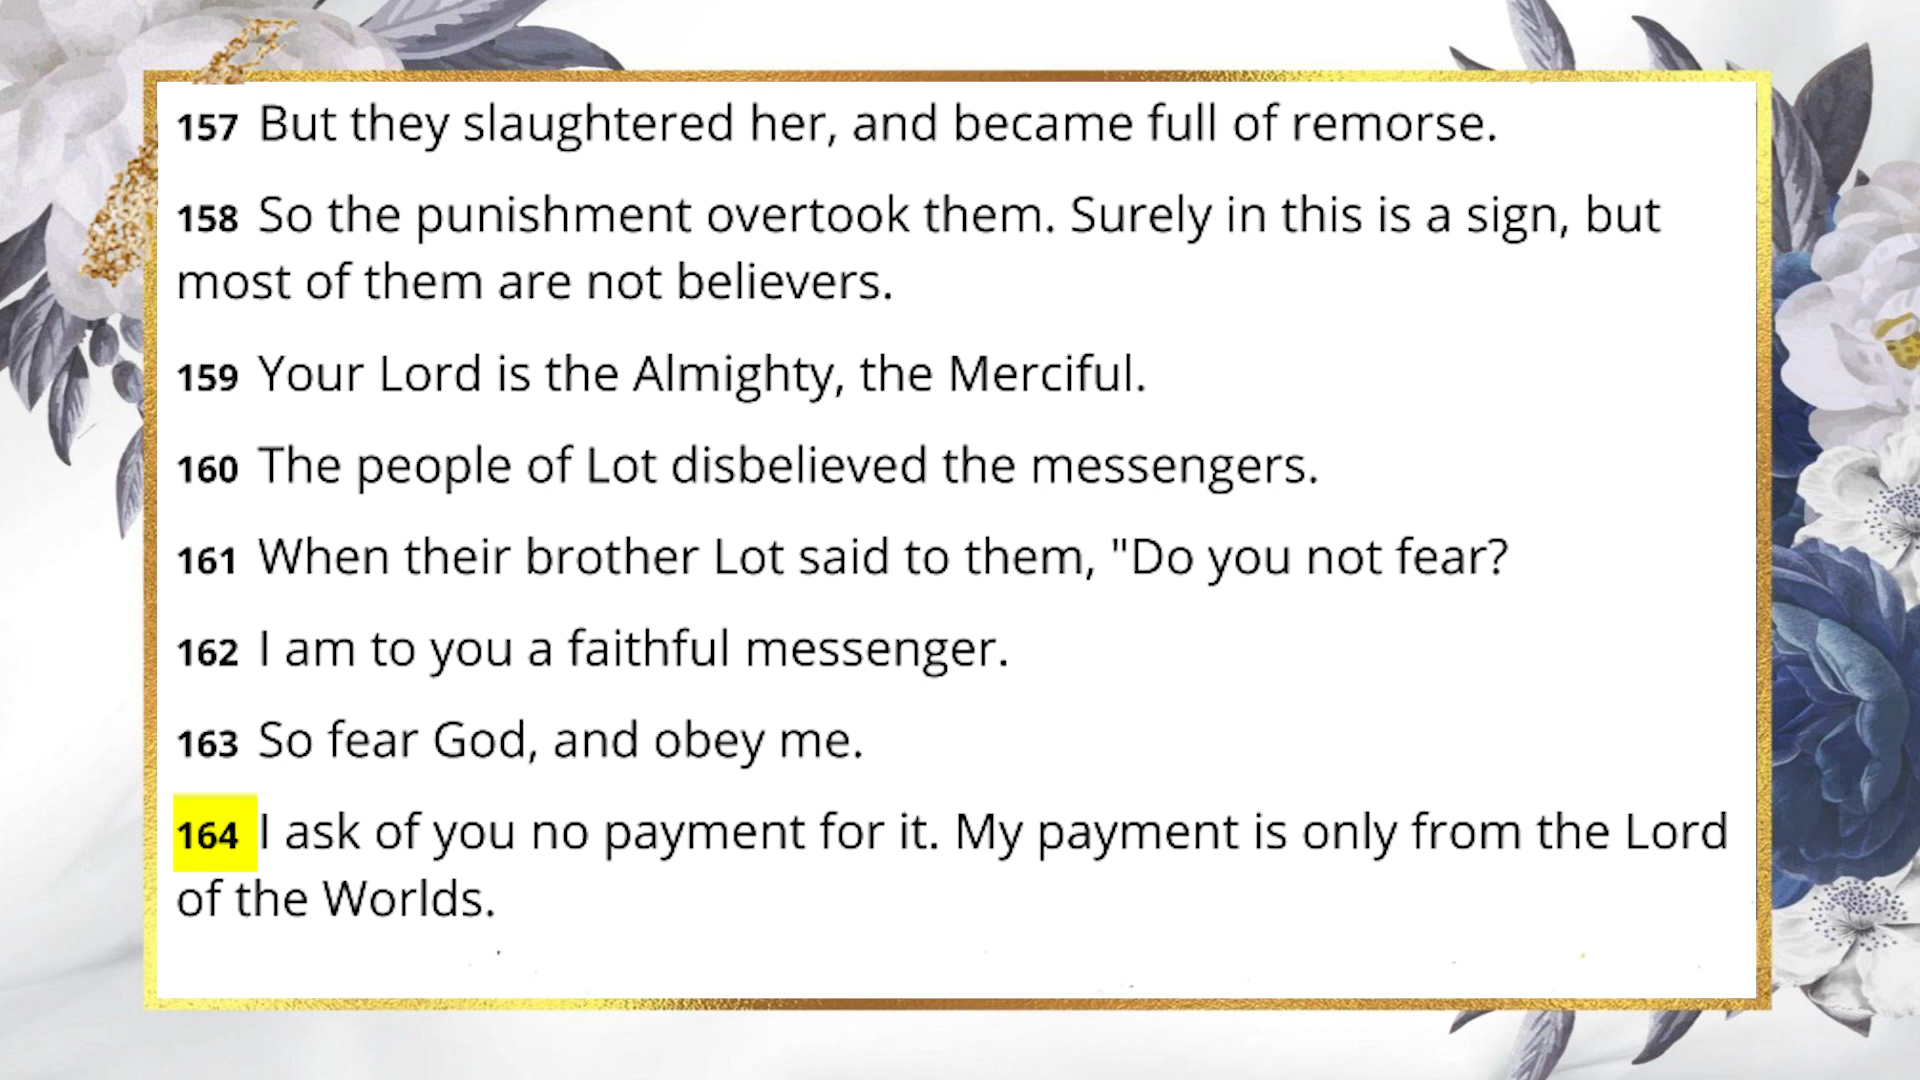 157 But they slaughtered her, and became full of remorse.
158 So the punishment overtook them. Surely in this is a sign, but
most of them are not believers.
159 Your Lord is the Almighty, the Merciful.
160 The people of Lot disbelieved the messengers.
161 When their brother Lot said to them, "Do you not fear?
162 I am to you a faithful messenger.
163 So fear God, and obey me.
164 I ask of you no payment for it. My payment is only from the Lord
of the Worlds.